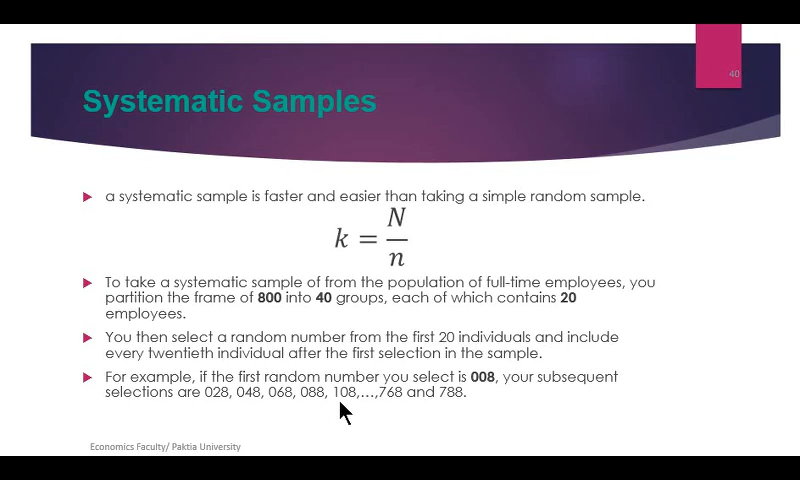 40
Systematic Samples
a systematic sample is faster and easier than taking a simple random sample.
k = N/n
To take a systematic sample of from the population of full-time employees, you
partition the frame of 800 into 40 groups, each of which contains 20
employees.
You then select a random number from the first 20 individuals and include
every twentieth individual after the first selection in the sample.
For example, if the first random number you select is 008, your subsequent
selections are 028, 048, 068, 088, 108,…,768 and 788.
Economics Faculty/ Paktia University